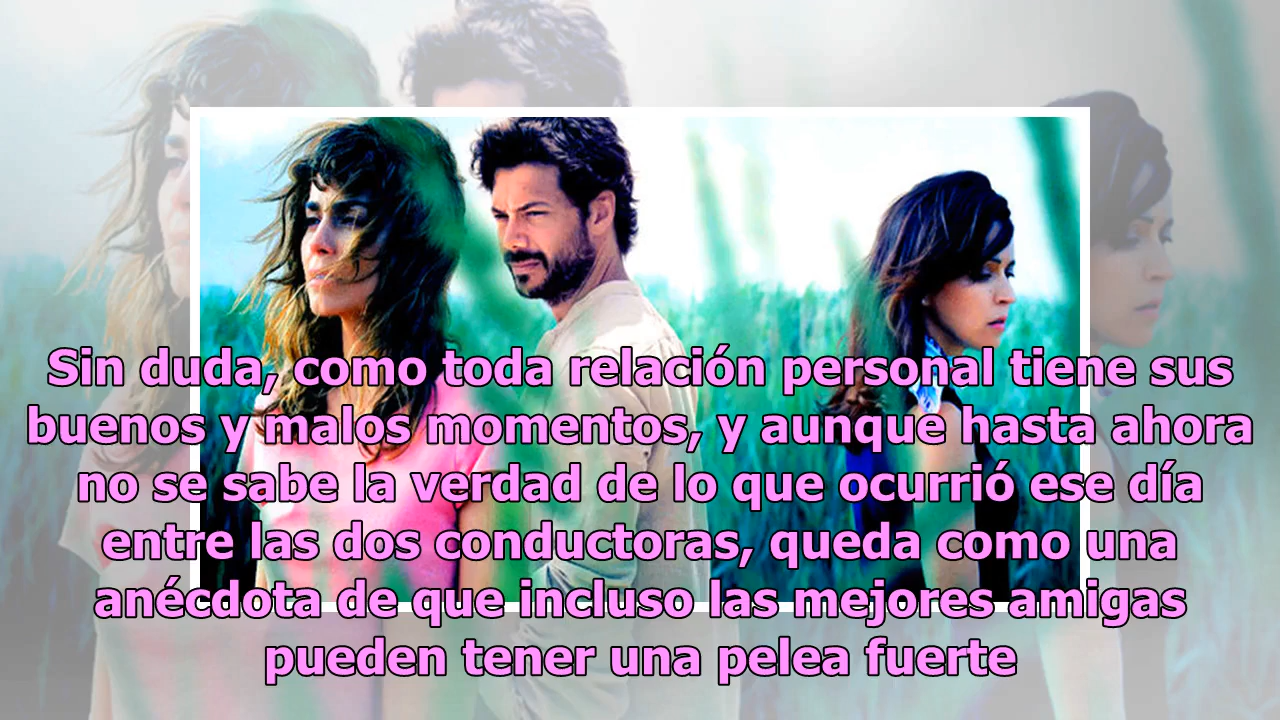 Sin duda, como toda relación personal tiene sus
buenos y malos momentos, y aunque hasta ahora
no se sabe la verdad de lo que ocurrió ese día
entre las dos conductoras, queda como una
anécdota de que incluso las mejores amigas
pueden tener una pelea fuerte